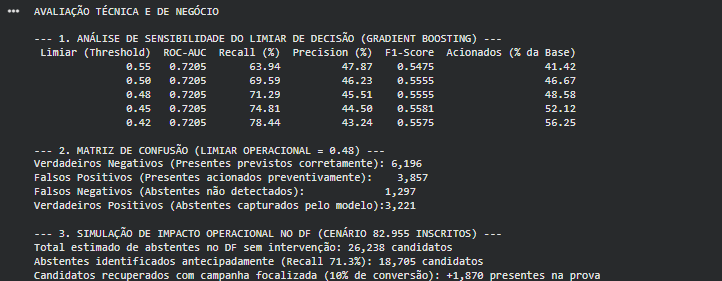 ••• AVALIAÇÃO TÉCNICA E DE NEGÓCIO
--- 1. ANÁLISE DE SENSIBILIDADE DO LIMIAR DE DECISÃO (GRADIENT BOOSTING) ---
Limiar (Threshold) ROC-AUC Recall (%) Precision (%) F1-Score Acionados (% da Base)
0.55 0.7205 63.94 47.87 0.5475 41.42
0.50 0.7205 69.59 46.23 0.5555 46.67
0.48 0.7205 71.29 45.51 0.5555 48.58
0.45 0.7205 74.81 44.50 0.5581 52.12
0.42 0.7205 78.44 43.24 0.5575 56.25
--- 2. MATRIZ DE CONFUSÃO (LIMIAR OPERACIONAL = 0.48) ---
Verdadeiros Negativos (Presentes previstos corretamente): 6,196
Falsos Positivos (Presentes acionados preventivamente): 3,857
Falsos Negativos (Abstentes não detectados): 1,297
Verdadeiros Positivos (Abstentes capturados pelo modelo):3,221
--- 3. SIMULAÇÃO DE IMPACTO OPERACIONAL NO DF (CENÁRIO 82.955 INSCRITOS) ---
Total estimado de abstentes no DF sem intervenção: 26,238 candidatos
Abstentes identificados antecipadamente (Recall 71.3%): 18,705 candidatos
Candidatos recuperados com campanha focalizada (10% de conversão): +1,870 presentes na prova